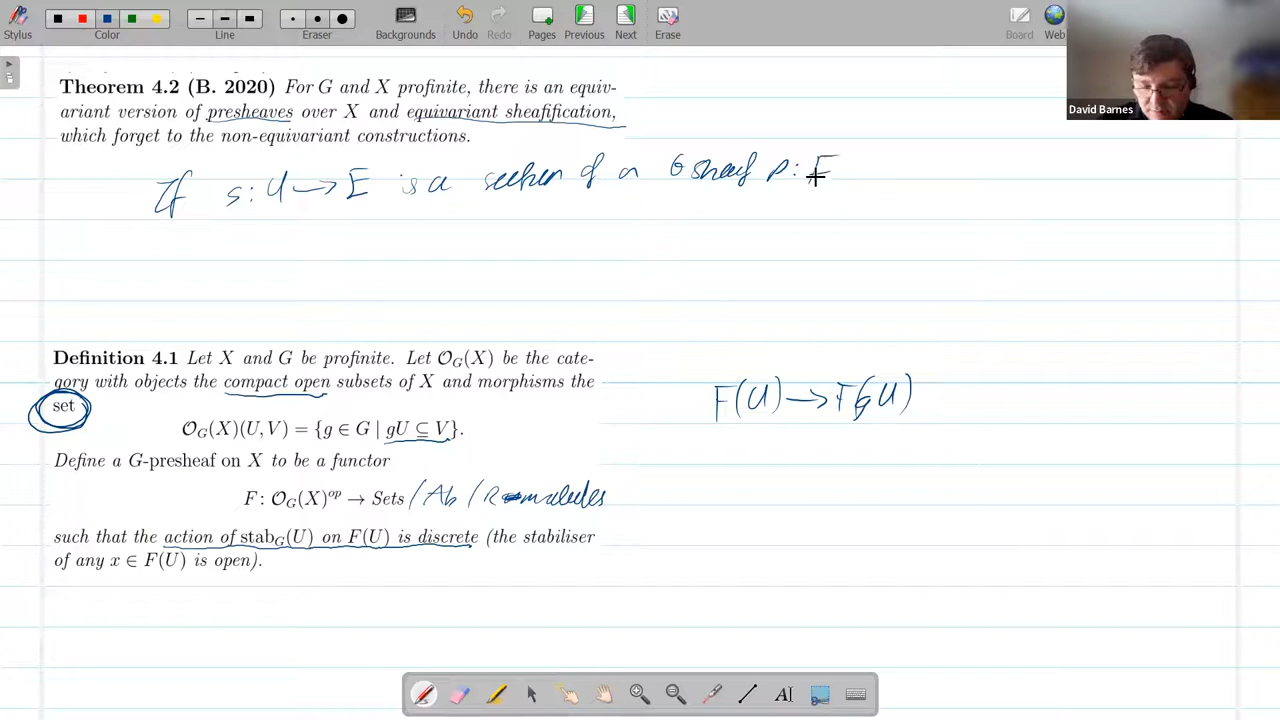 Stylus
Color
Line
Eraser
Backgrounds
Undo
Redo
Pages
Previous
Next
Erase
Board
Web
David Barnes
Theorem 4.2 (B. 2020) For G and X profinite, there is an equiv-
ariant version of presheaves over X and equivariant sheafification,
which forget to the non-equivariant constructions.
If s: U → E is a section of a G sheaf p: E
Definition 4.1 Let X and G be profinite. Let 𝒪_G(X) be the cate-
gory with objects the compact open subsets of X and morphisms the
set
𝒪_G(X)(U, V) = {g ∈ G | gU ⊆ V}.
F(U) → F(gU)
Define a G-presheaf on X to be a functor
F: 𝒪_G(X)^op → Sets / Ab / R-modules
such that the action of stab_G(U) on F(U) is discrete (the stabiliser
of any x ∈ F(U) is open).
AI